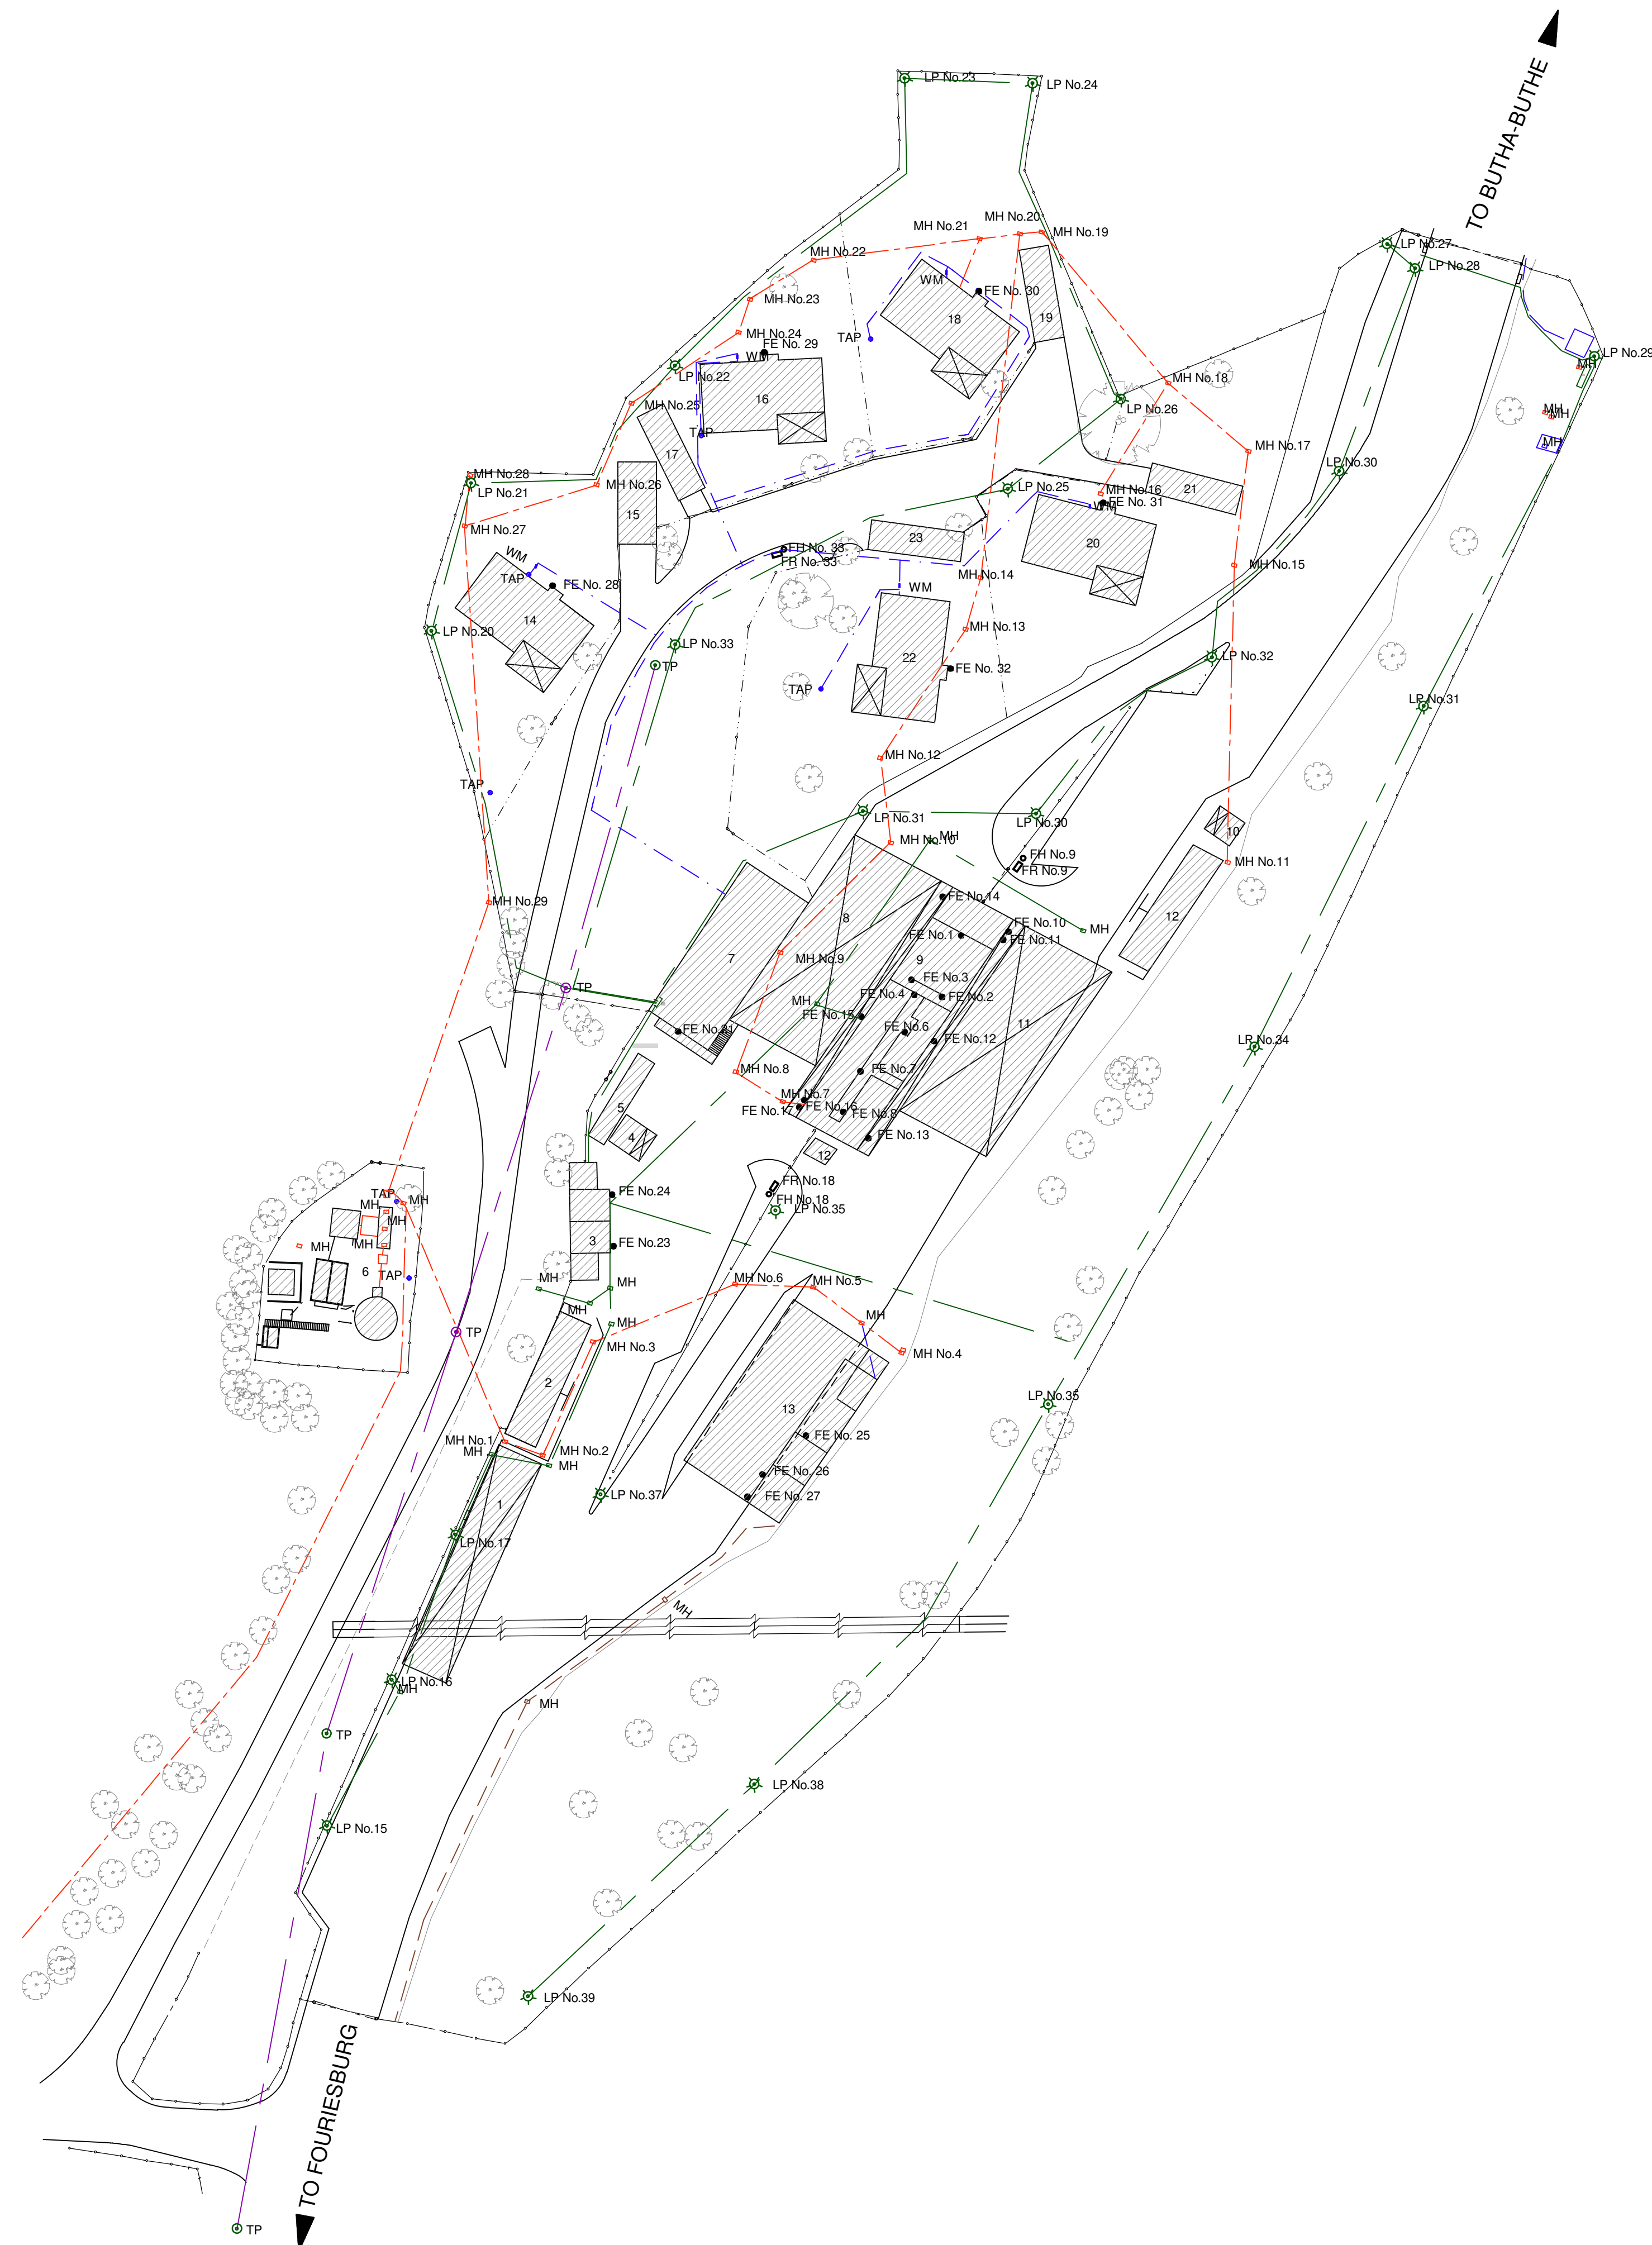 TO BUTHA-BUTHE
LP No.23
LP No.24
MH No.20
MH No.21
MH No.19
MH No.22
LP No.27
LP No.28
WM
FE No. 30
MH No.23
18
19
MH No.24
TAP
FE No. 29
WM
LP No.29
MH
LP No.22
MH No.18
16
MH No.25
LP No.26
MH
MH
TAP
MH
MH No.17
17
LP No.30
MH No.28
LP No.21
MH No.26
LP No.25
MH No.16
21
FE No. 31
WM
15
MH No.27
23
20
FH No. 33
FR No. 33
WM
MH No.15
TAP
MH No.14
FE No. 28
WM
14
MH No.13
LP No.20
LP No.33
22
LP No.32
TP
FE No. 32
TAP
LP No.31
MH No.12
TAP
LP No.31
LP No.30
10
MH No.10
MH
FH No.9
MH No.11
FR No.9
FE No.14
MH No.29
8
12
FE No.10
MH
FE No.1
FE No.11
7
MH No.9
9
FE No.3
TP
FE No.4
FE No.2
MH
FE No.15
11
FE No.21
FE No.6
FE No.12
LP No.34
MH No.8
FE No.7
MH No.7
5
FE No.17
FE No.16
FE No.8
4
FE No.13
12
FR No.18
FE No.24
TAP
MH
FH No.18
MH
LP No.35
MH
3
FE No.23
MH
MH
6
TAP
MH No.6
MH No.5
MH
MH
MH
MH
TP
MH No.3
MH No.4
2
LP No.35
13
MH No.1
FE No. 25
MH
MH No.2
MH
FE No. 26
LP No.37
FE No. 27
1
LP No.17
MH
LP No.16
MH
MH
TP
LP No.38
LP No.15
LP No.39
TO FOURIESBURG
TP